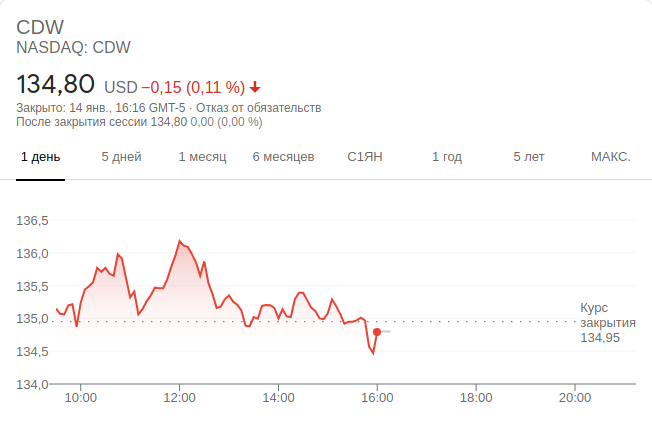 CDW
NASDAQ: CDW
134,80 USD −0,15 (0,11 %)
Закрыто: 14 янв., 16:16 GMT-5 · Отказ от обязательств
После закрытия сессии 134,80 0,00 (0,00 %)
1 день 5 дней 1 месяц 6 месяцев С1ЯН 1 год 5 лет МАКС.
136,5
136,0
135,5
135,0
134,5
134,0
Курс
закрытия
134,95
10:00 12:00 14:00 16:00 18:00 20:00